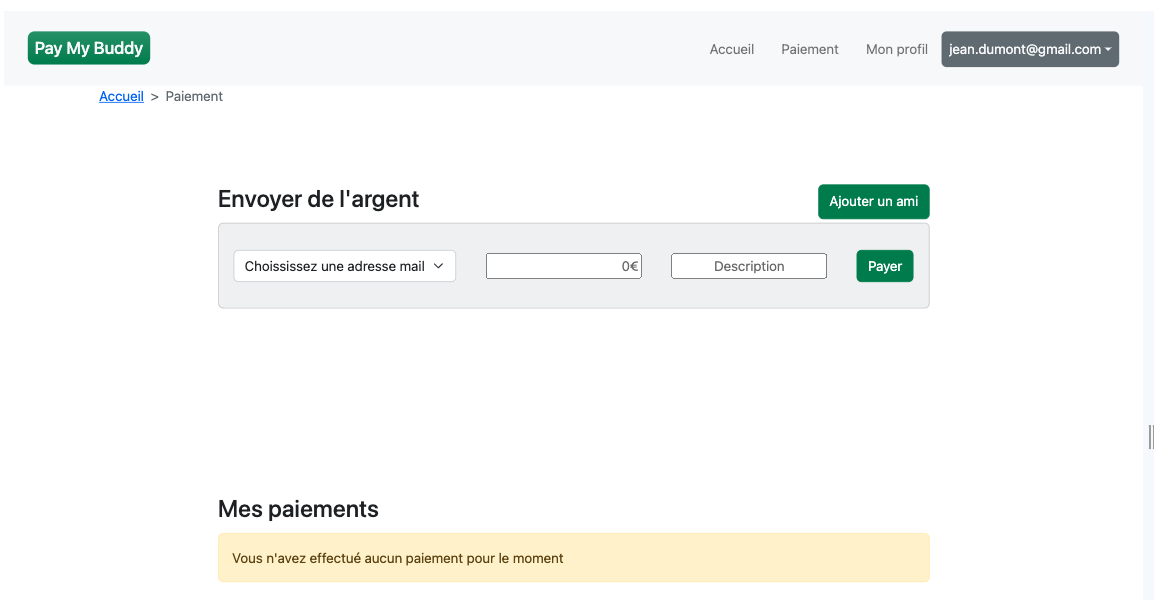 Pay My Buddy
Accueil Paiement Mon profil jean.dumont@gmail.com
Accueil > Paiement
Envoyer de l'argent
Ajouter un ami
Choississez une adresse mail 0€ Description Payer
Mes paiements
Vous n'avez effectué aucun paiement pour le moment